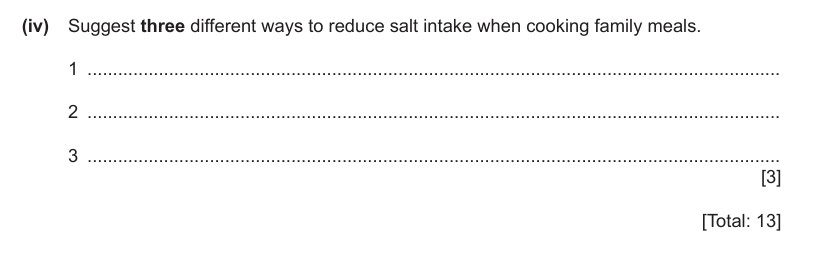 (iv) Suggest three different ways to reduce salt intake when cooking family meals.
1 ........................................................................................................................................
2 ........................................................................................................................................
3 ........................................................................................................................................
[3]
[Total: 13]